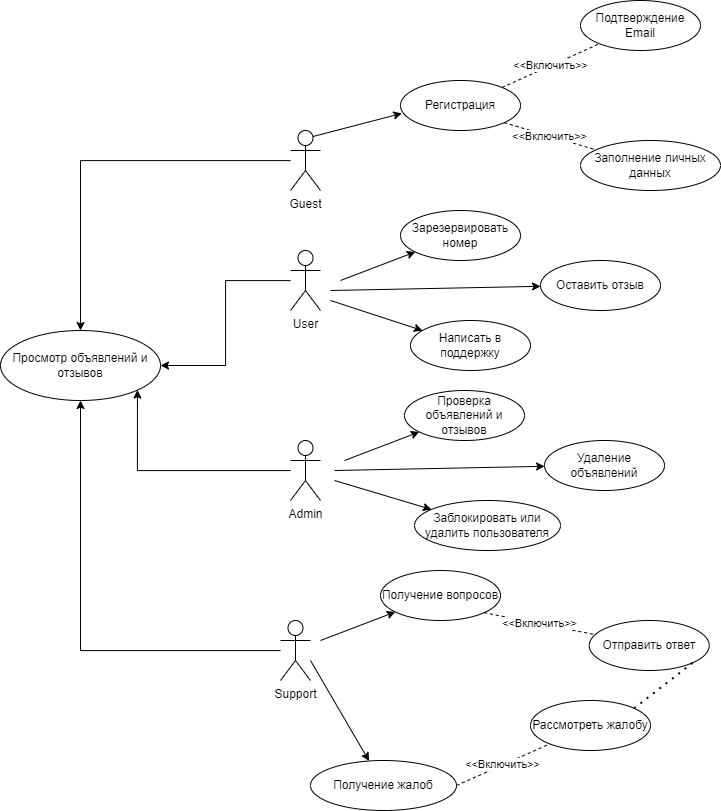 Подтверждение
Email
<<Включить>>
Регистрация
<<Включить>>
Заполнение личных
данных
Guest
Зарезервировать
номер
User
Оставить отзыв
Написать в
поддержку
Просмотр объявлений и
отзывов
Проверка
объявлений и
отзывов
Удаление
объявлений
Admin
Заблокировать или
удалить пользователя
Получение вопросов
<<Включить>>
Отправить ответ
Support
Рассмотреть жалобу
<<Включить>>
Получение жалоб